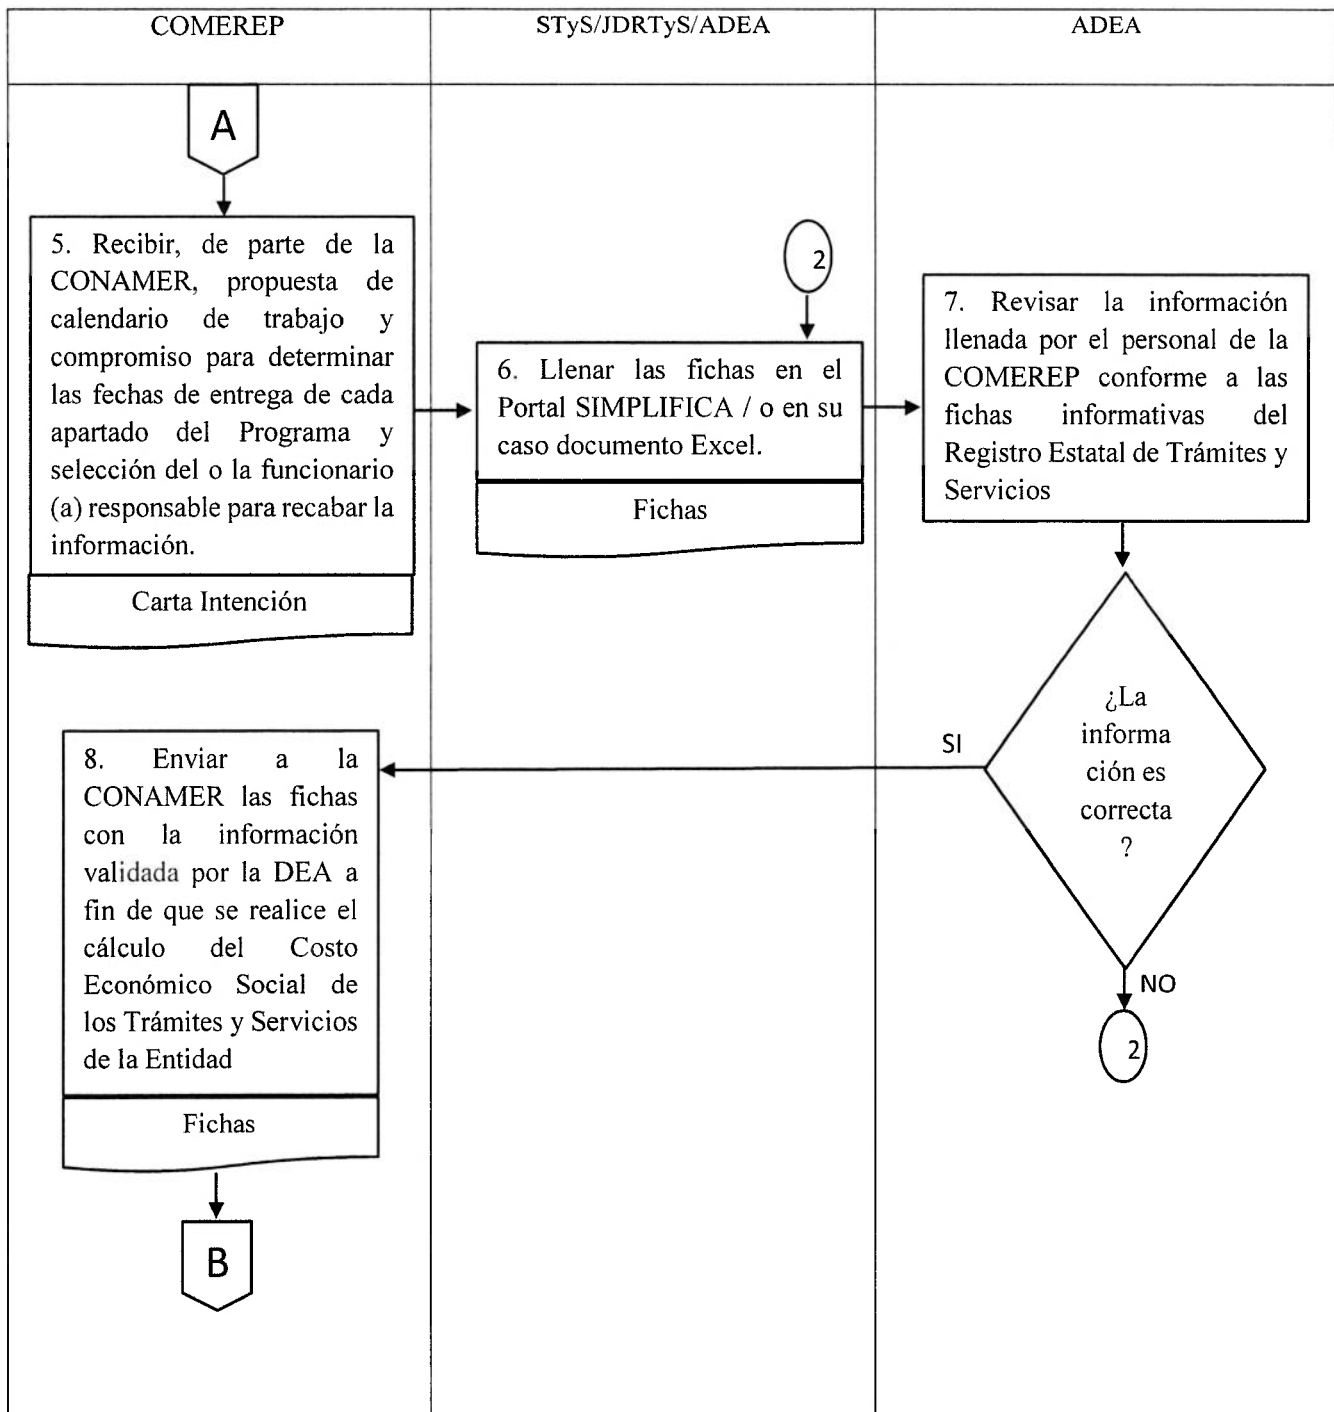 COMEREP
STyS/JDRTyS/ADEA
ADEA
A
5. Recibir, de parte de la
CONAMER, propuesta de
calendario de trabajo y
compromiso para determinar
las fechas de entrega de cada
apartado del Programa y
selección del o la funcionario
(a) responsable para recabar la
información.
Carta Intención
2
6. Llenar las fichas en el
Portal SIMPLIFICA / o en su
caso documento Excel.
Fichas
7. Revisar la información
llenada por el personal de la
COMEREP conforme a las
fichas informativas del
Registro Estatal de Trámites y
Servicios
¿La
informa
ción es
correcta
?
SI
NO
2
8. Enviar a la
CONAMER las fichas
con la información
validada por la DEA a
fin de que se realice el
cálculo del Costo
Económico Social de
los Trámites y Servicios
de la Entidad
Fichas
B